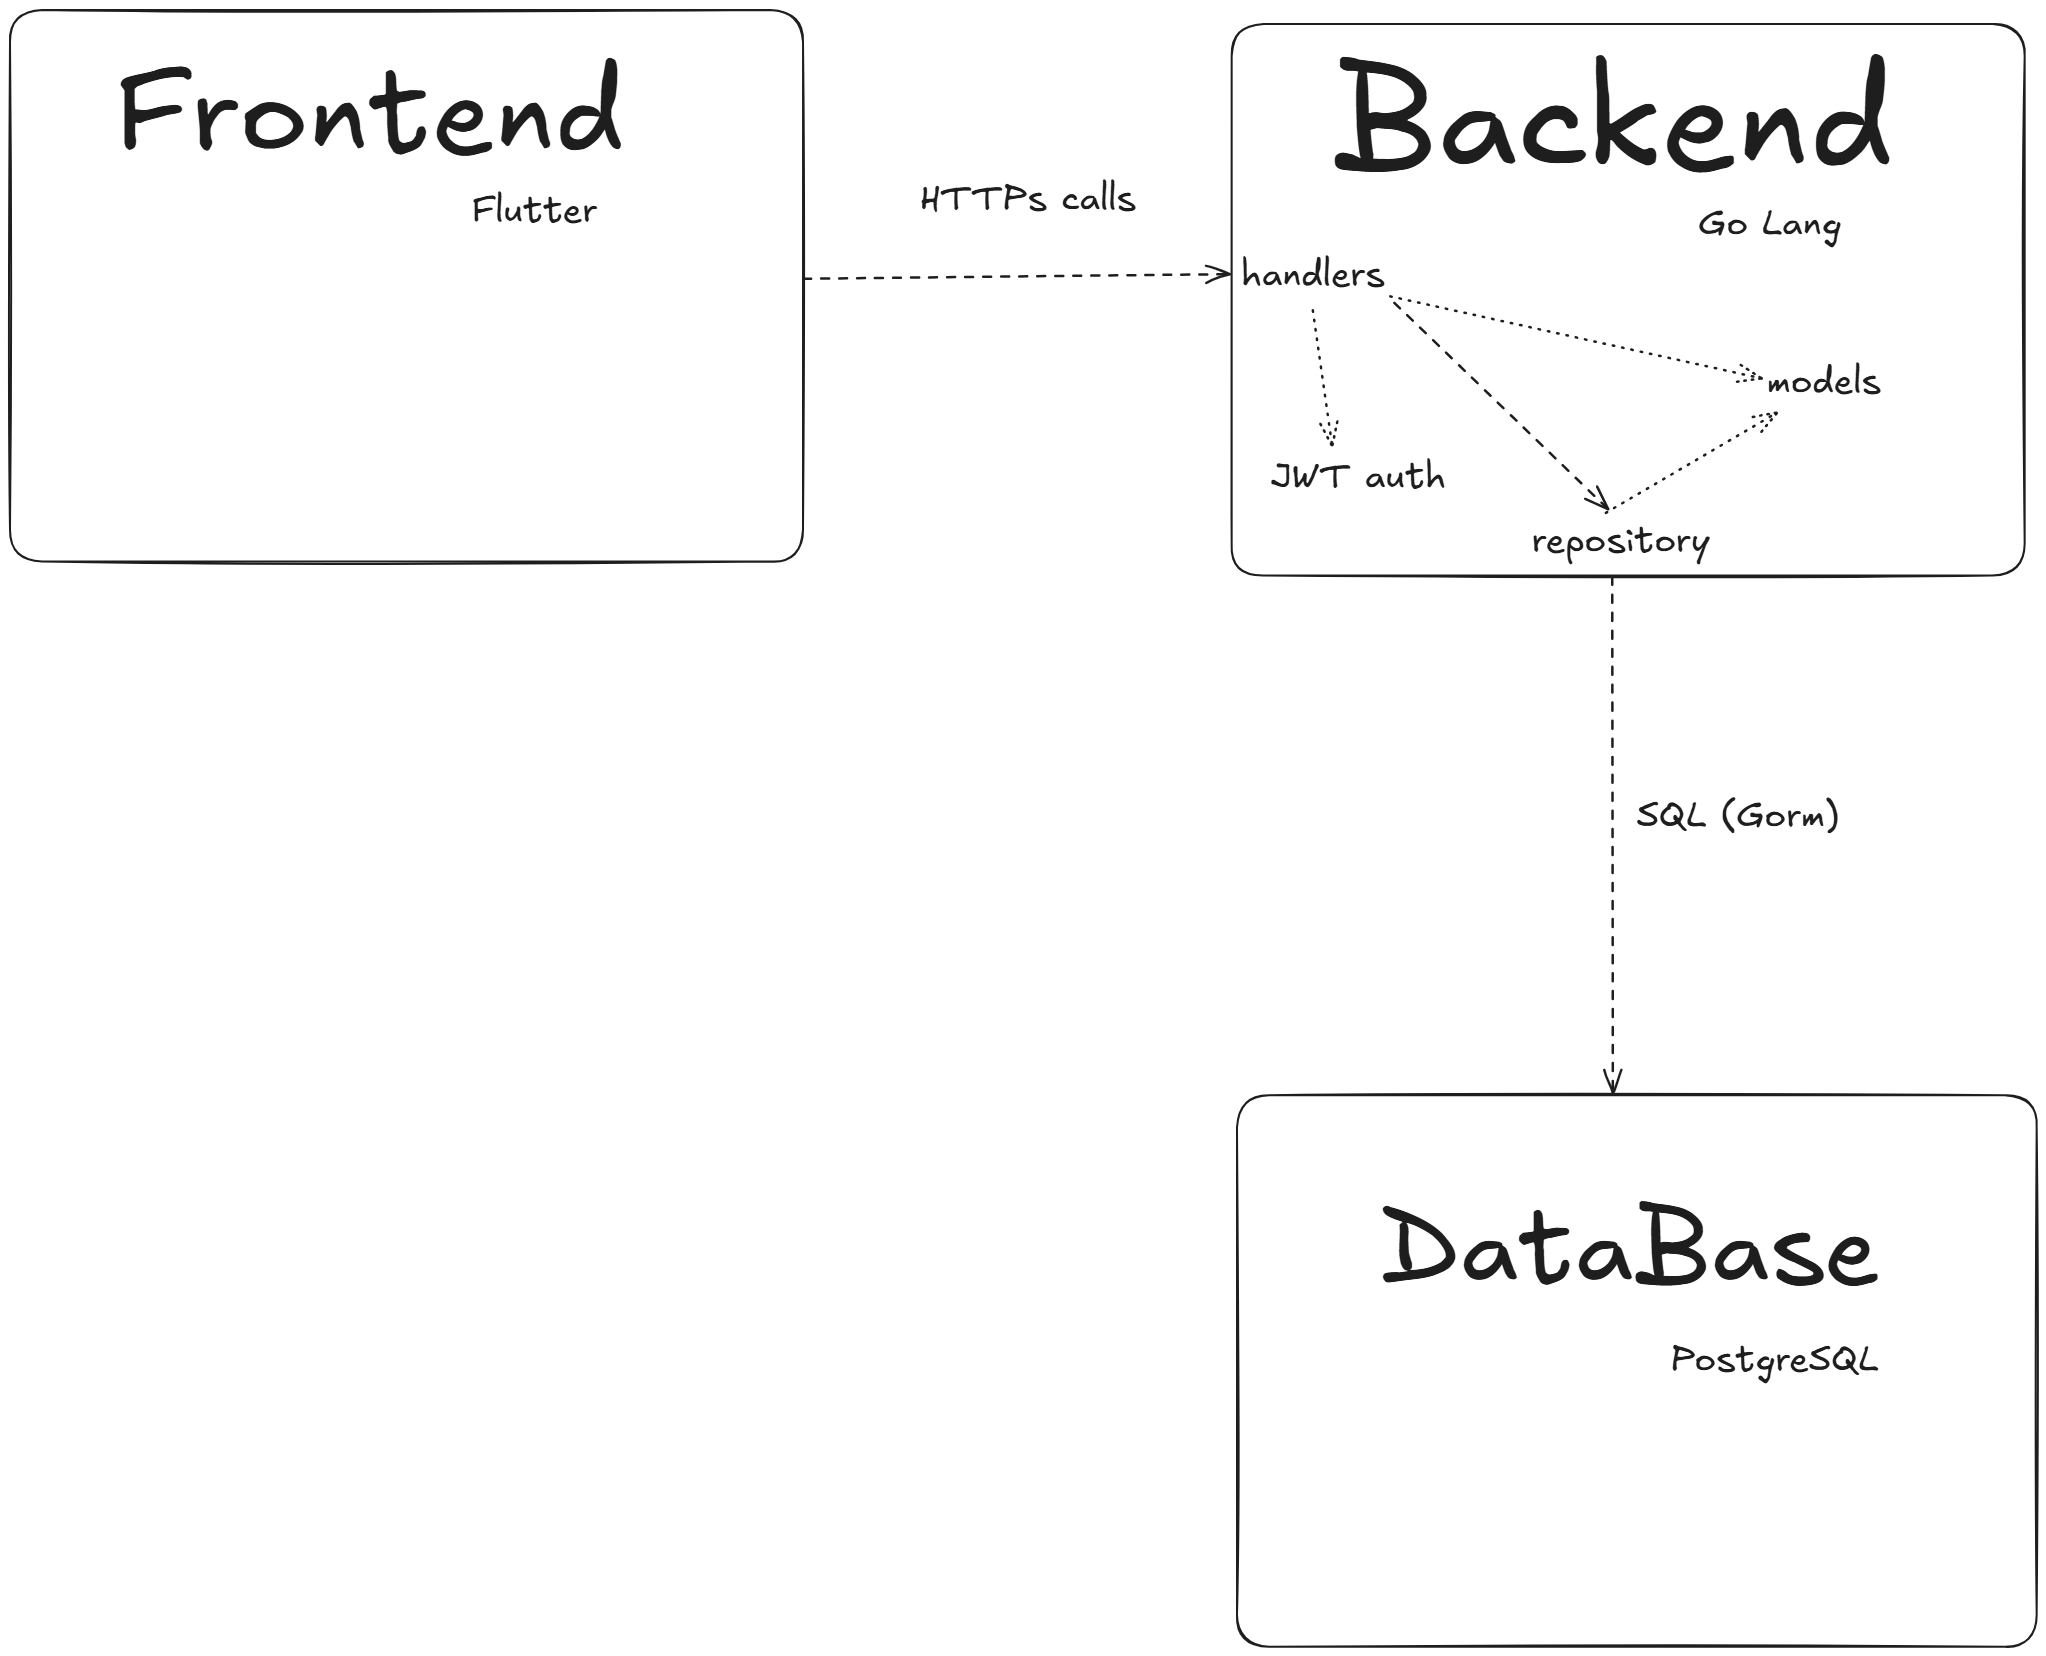 Frontend
Flutter
HTTPs calls
Backend
Go Lang
handlers
models
JWT auth
repository
SQL (Gorm)
DataBase
PostgreSQL